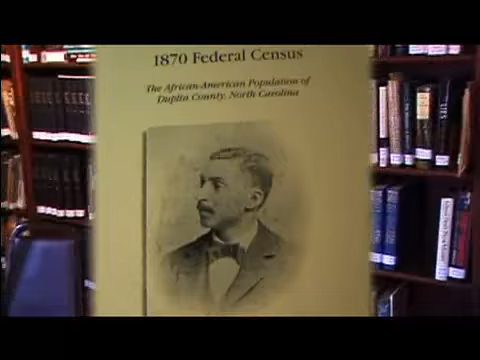 1870 Federal Census
The African-American Population of
Duplin County, North Carolina